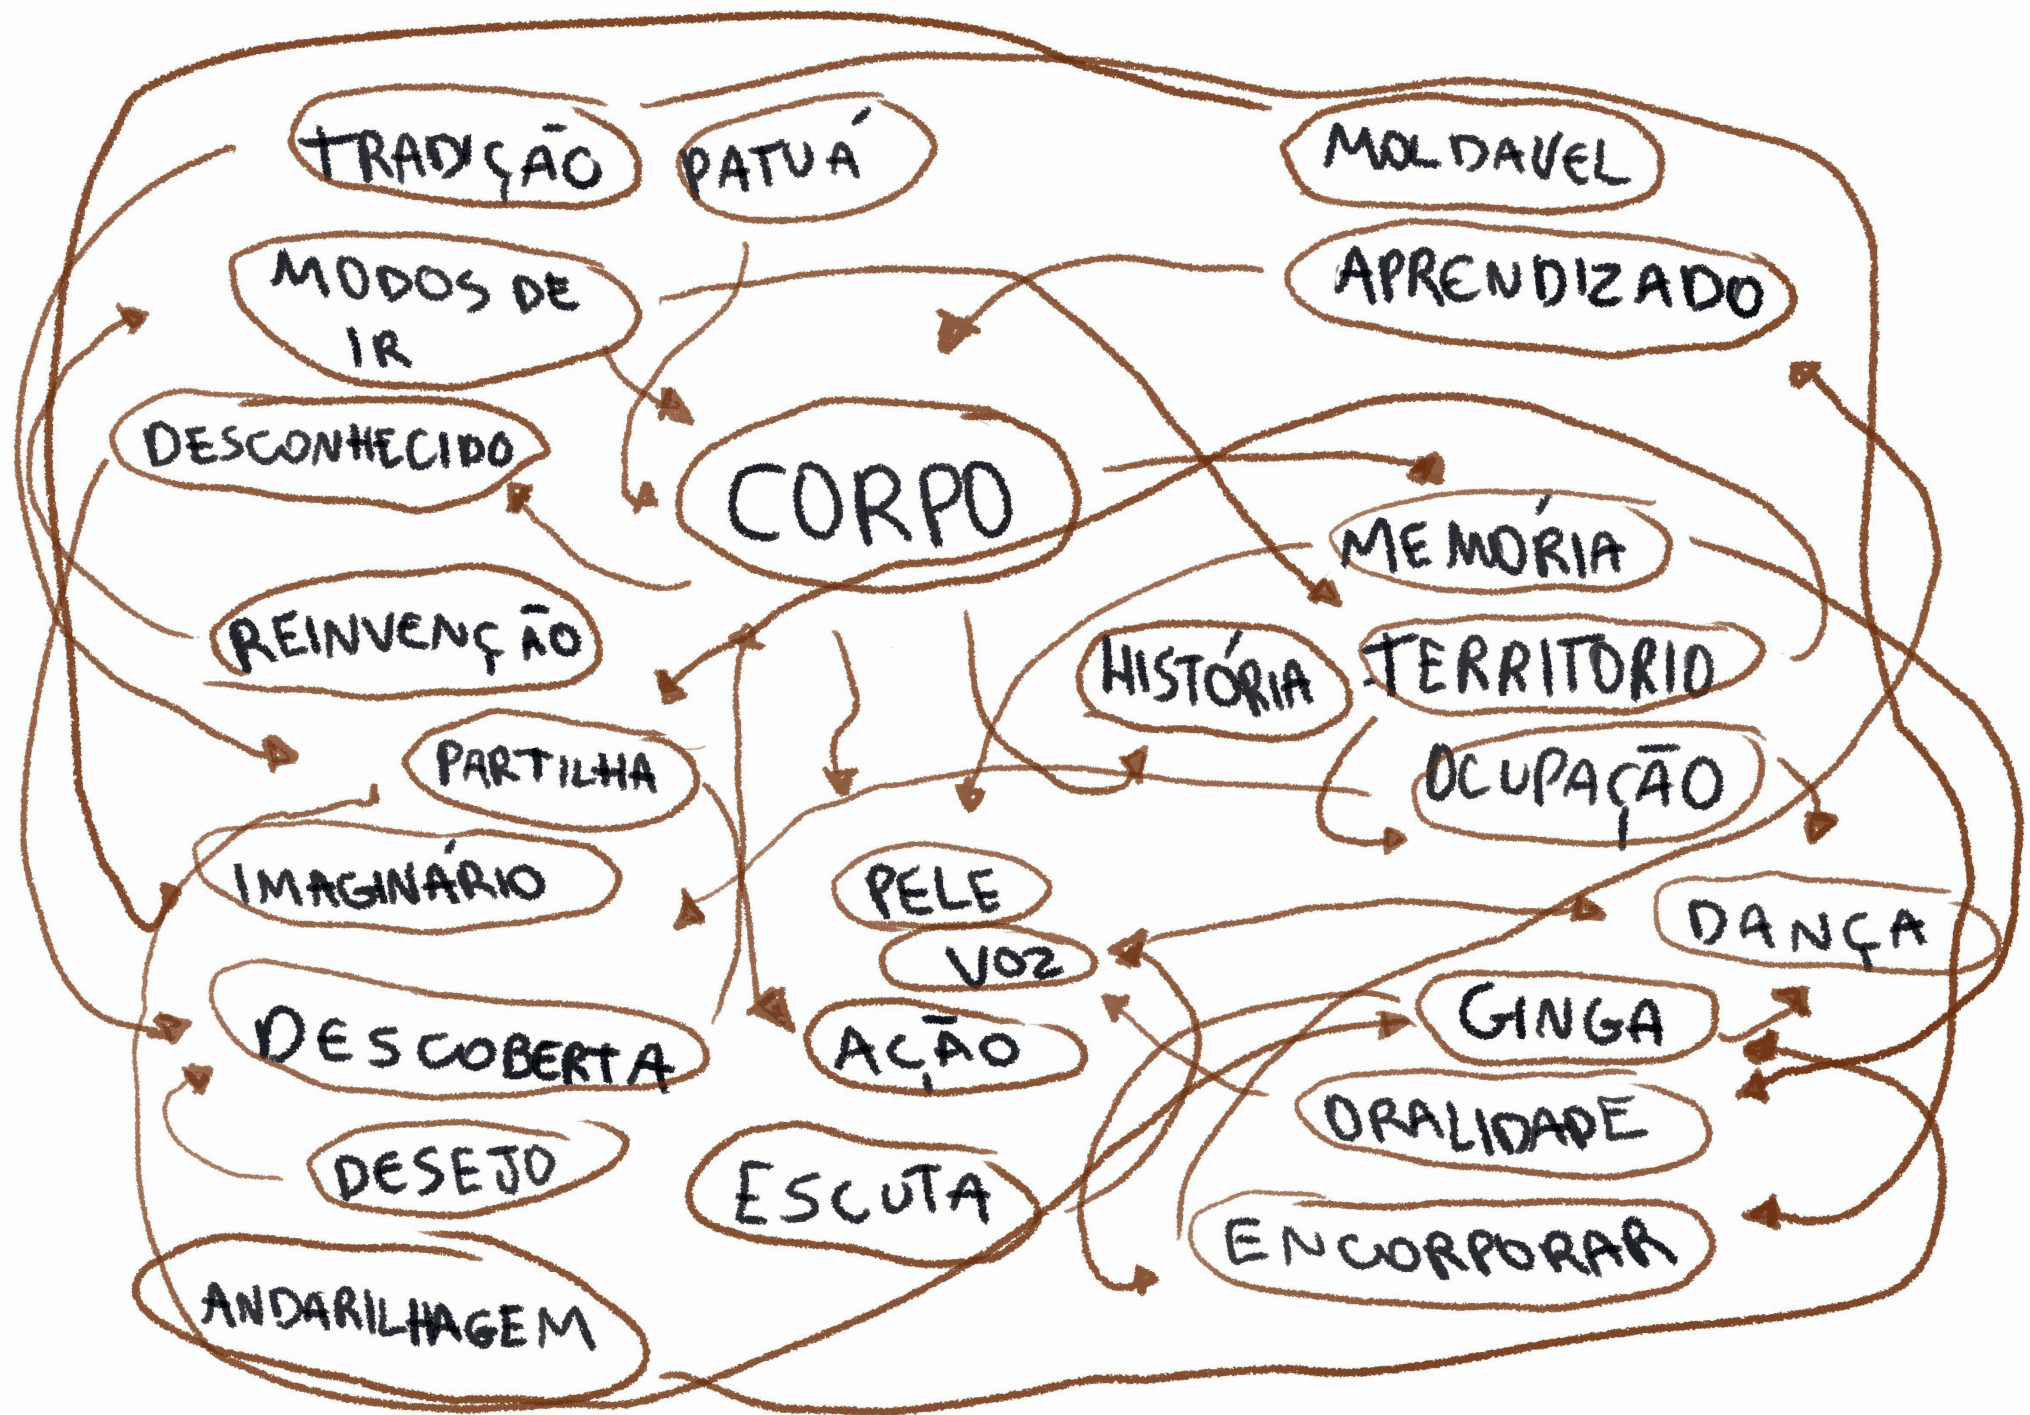 TRADIÇÃO
PATUÁ
MOLDAVEL
MODOS DE
IR
APRENDIZADO
DESCONHECIDO
CORPO
MEMÓRIA
REINVENÇÃO
HISTÓRIA
TERRITORIO
PARTILHA
OCUPAÇÃO
IMAGINÁRIO
PELE
VOZ
DANÇA
DESCOBERTA
AÇÃO
GINGA
ORALIDADE
DESEJO
ESCUTA
ENCORPORAR
ANDARILHAGEM